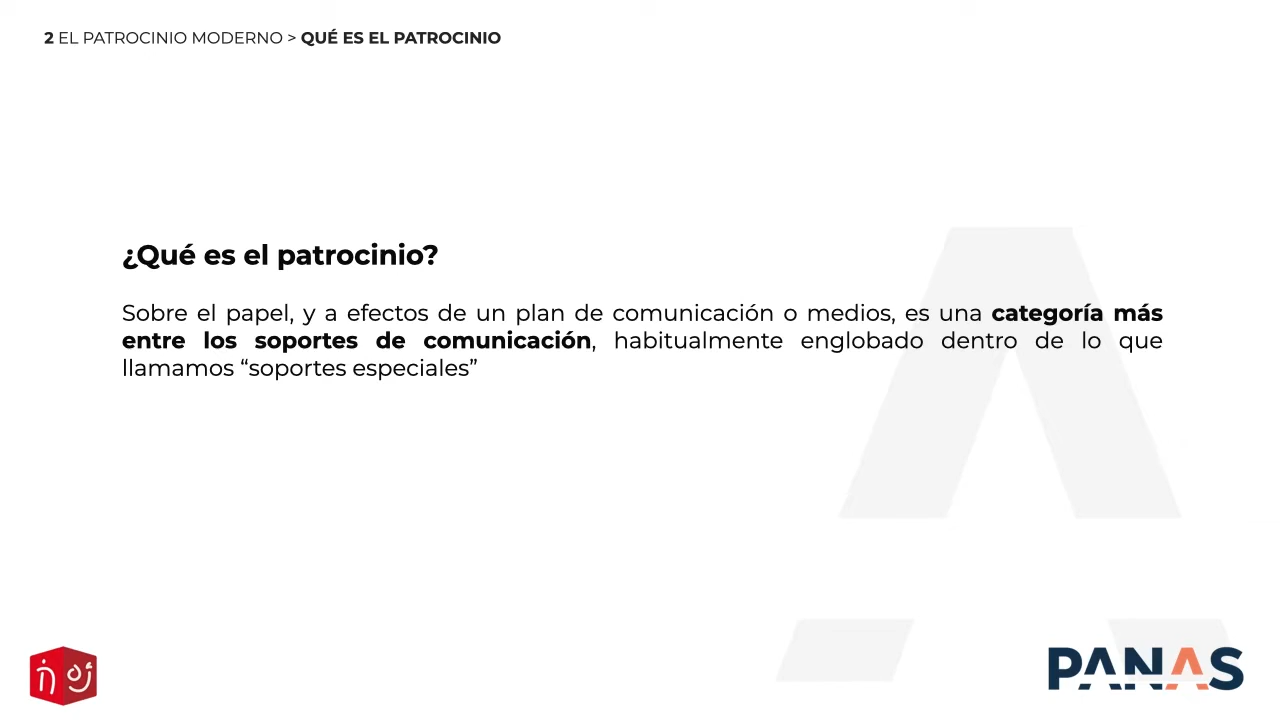 2 EL PATROCINIO MODERNO > QUÉ ES EL PATROCINIO
¿Qué es el patrocinio?
Sobre el papel, y a efectos de un plan de comunicación o medios, es una categoría más
entre los soportes de comunicación, habitualmente englobado dentro de lo que
llamamos “soportes especiales”
PANAS